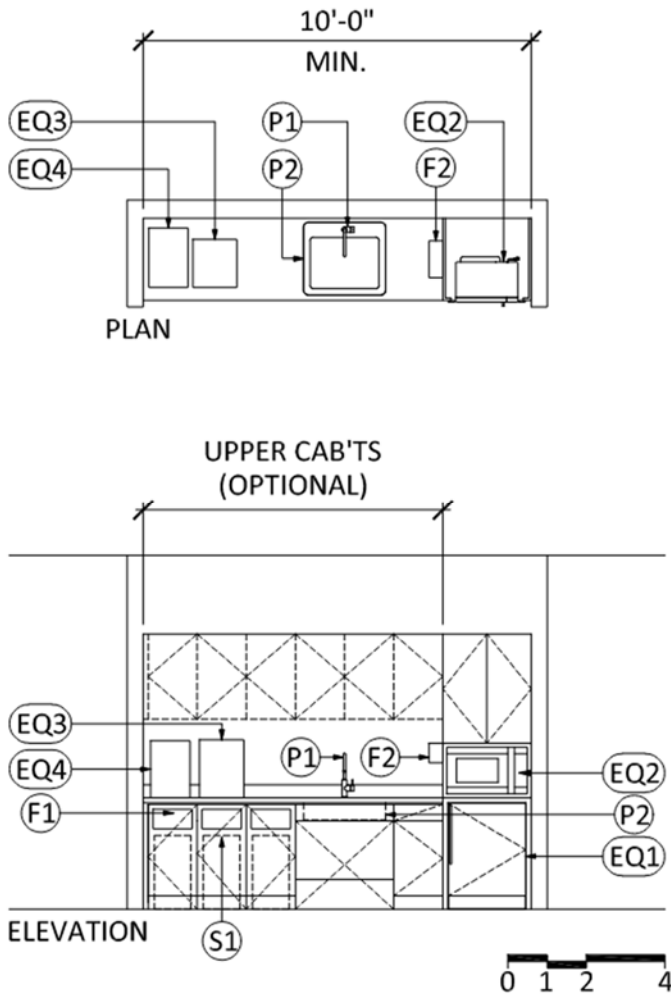 10'-0"
MIN.
EQ3
P1
EQ2
EQ4
P2
F2
PLAN
UPPER CAB'TS
(OPTIONAL)
EQ3
P1
F2
EQ4
EQ2
F1
P2
EQ1
ELEVATION
S1
0 1 2 4